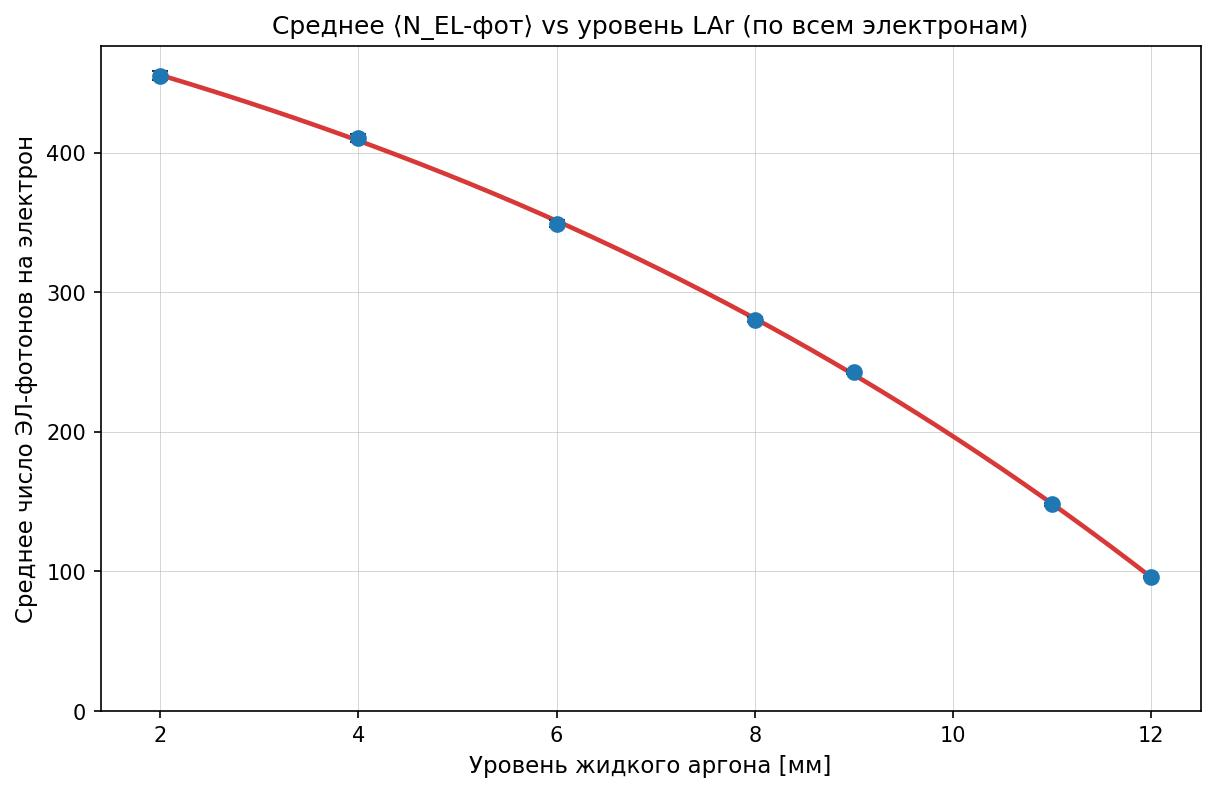 Среднее ⟨N_EL-фот⟩ vs уровень LAr (по всем электронам)
Среднее число ЭЛ-фотонов на электрон
400
300
200
100
0
2 4 6 8 10 12
Уровень жидкого аргона [мм]